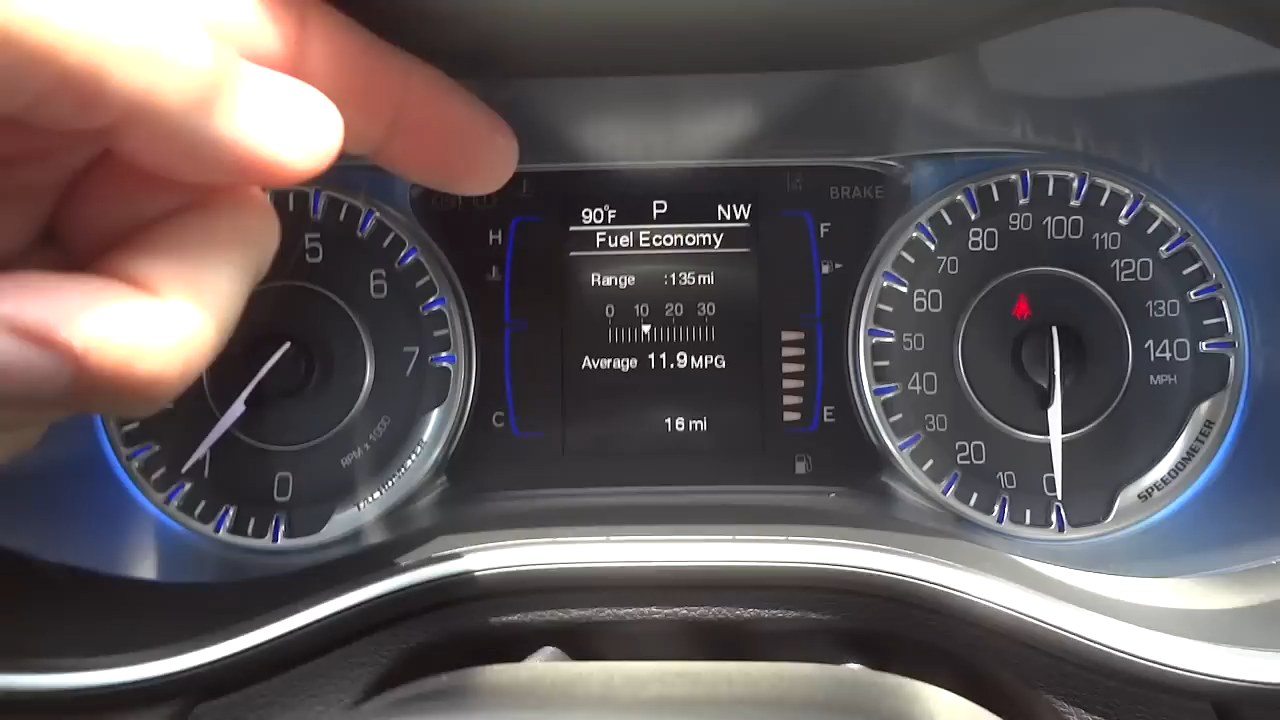 BRAKE
90°F P NW
Fuel Economy
Range :135 mi
0 10 20 30
Average 11.9 MPG
16 mi
H
C
F
E
5
6
7
0
RPM x 1000
TACHOMETER
0
10
20
30
40
50
60
70
80
90
100
110
120
130
140
MPH
SPEEDOMETER